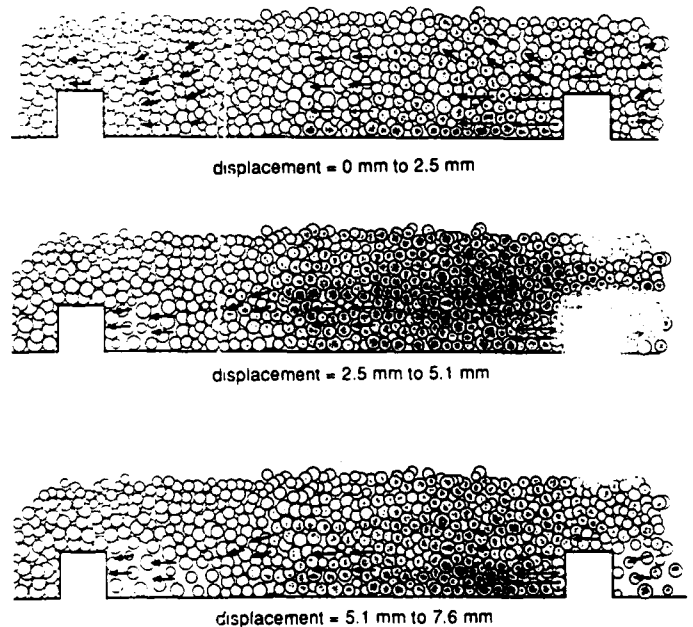 displacement = 0 mm to 2.5 mm
displacement = 2.5 mm to 5.1 mm
displacement = 5.1 mm to 7.6 mm